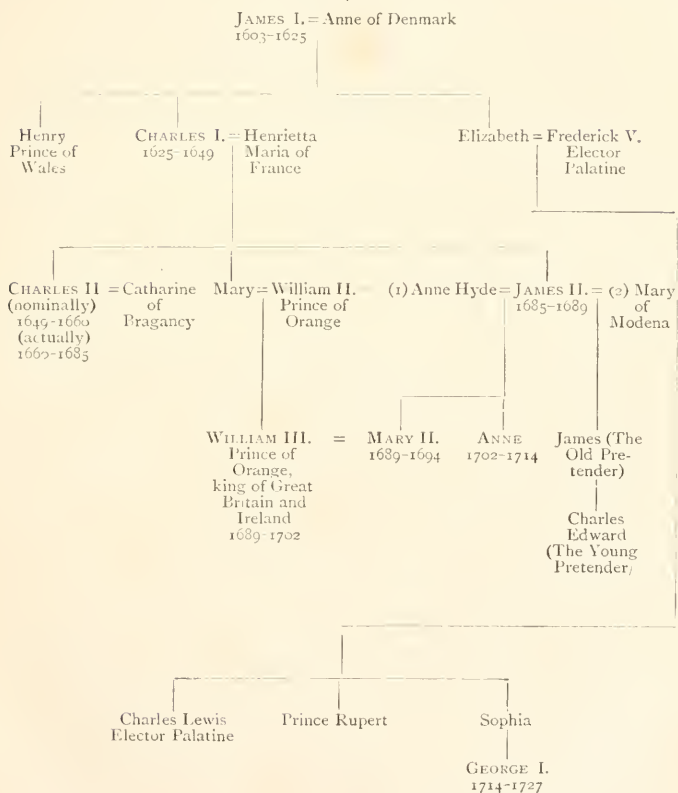 JAMES I. = Anne of Denmark
1603-1625
Henry
Prince of
Wales
CHARLES I. = Henrietta
1625-1649
Maria of
France
Elizabeth = Frederick V.
Elector
Palatine
CHARLES II = Catharine
(nominally)
of
1649-1660
Bragancy
(actually)
1660-1685
Mary = William II.
Prince of
Orange
(1) Anne Hyde = JAMES II. = (2) Mary
1685-1689
of
Modena
WILLIAM III. = MARY II.
Prince of
Orange,
king of Great
Britain and
Ireland
1689-1702
1689-1694
ANNE
1702-1714
James (The
Old Pre-
tender)
Charles
Edward
(The Young
Pretender)
Charles Lewis
Elector Palatine
Prince Rupert
Sophia
GEORGE I.
1714-1727